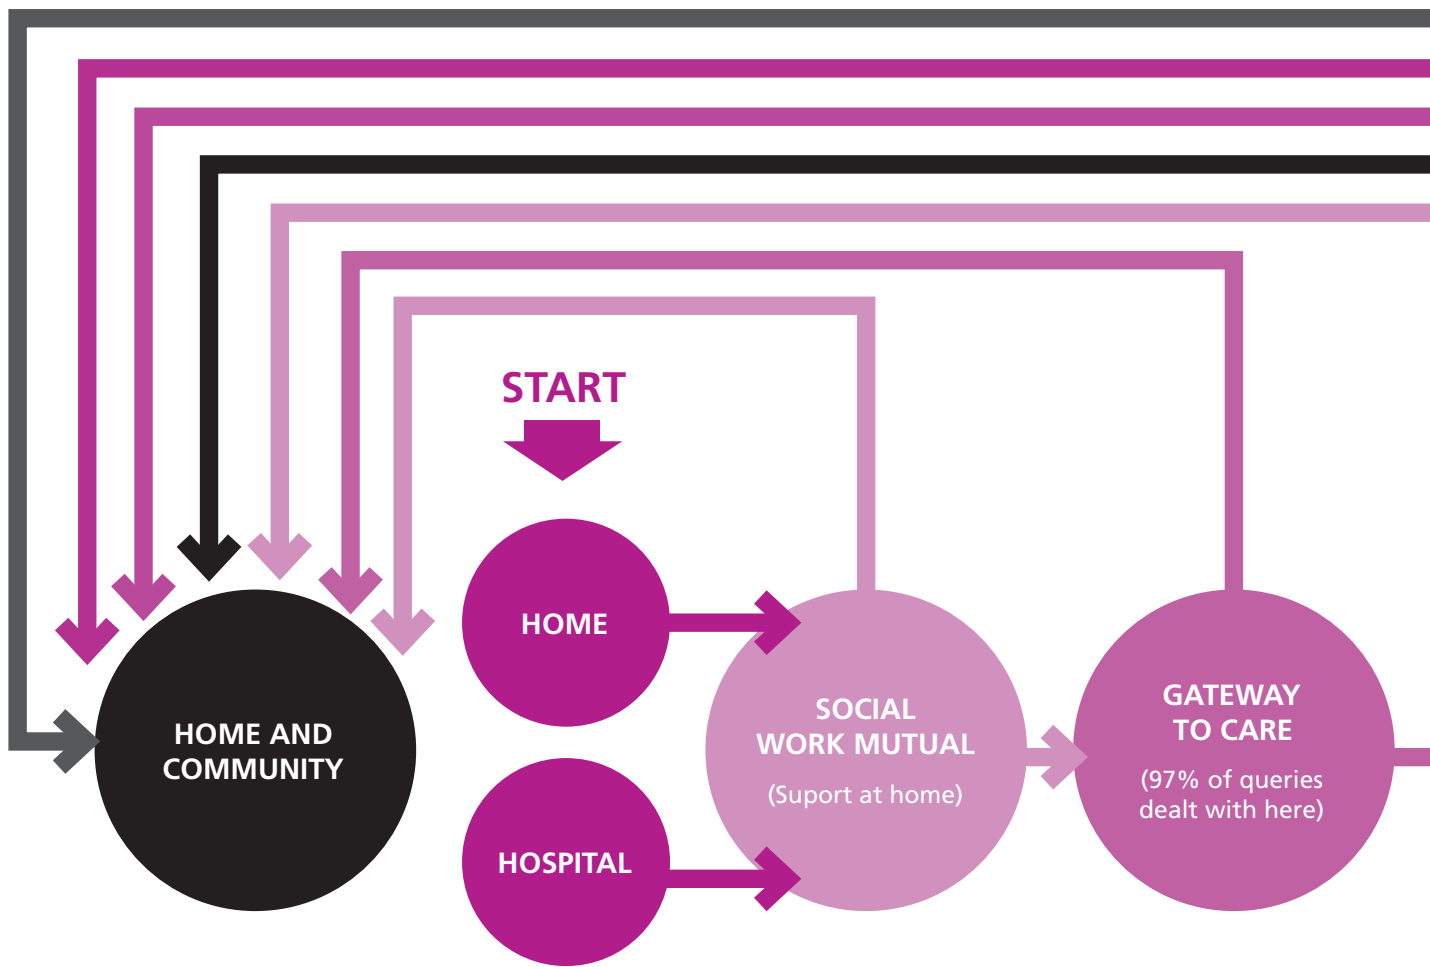 START
HOME
HOSPITAL
HOME AND
COMMUNITY
SOCIAL
WORK MUTUAL
(Suport at home)
GATEWAY
TO CARE
(97% of queries
dealt with here)